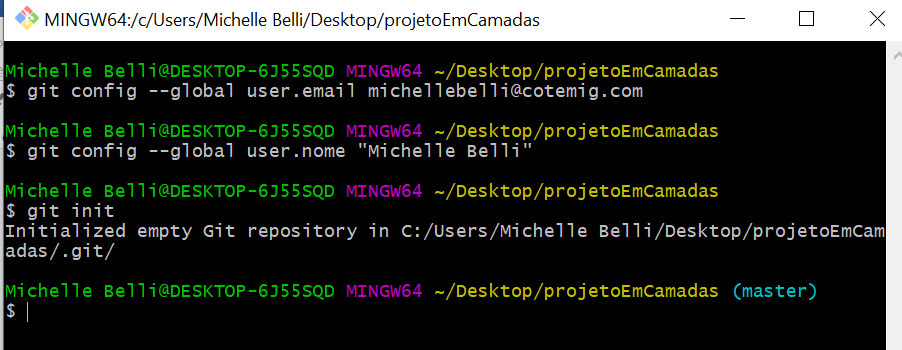 MINGW64:/c/Users/Michelle Belli/Desktop/projetoEmCamadas
Michelle Belli@DESKTOP-6J55SQD MINGW64 ~/Desktop/projetoEmCamadas
$ git config --global user.email michellebelli@cotemig.com
Michelle Belli@DESKTOP-6J55SQD MINGW64 ~/Desktop/projetoEmCamadas
$ git config --global user.nome "Michelle Belli"
Michelle Belli@DESKTOP-6J55SQD MINGW64 ~/Desktop/projetoEmCamadas
$ git init
Initialized empty Git repository in C:/Users/Michelle Belli/Desktop/projetoEmCam
adas/.git/
Michelle Belli@DESKTOP-6J55SQD MINGW64 ~/Desktop/projetoEmCamadas (master)
$